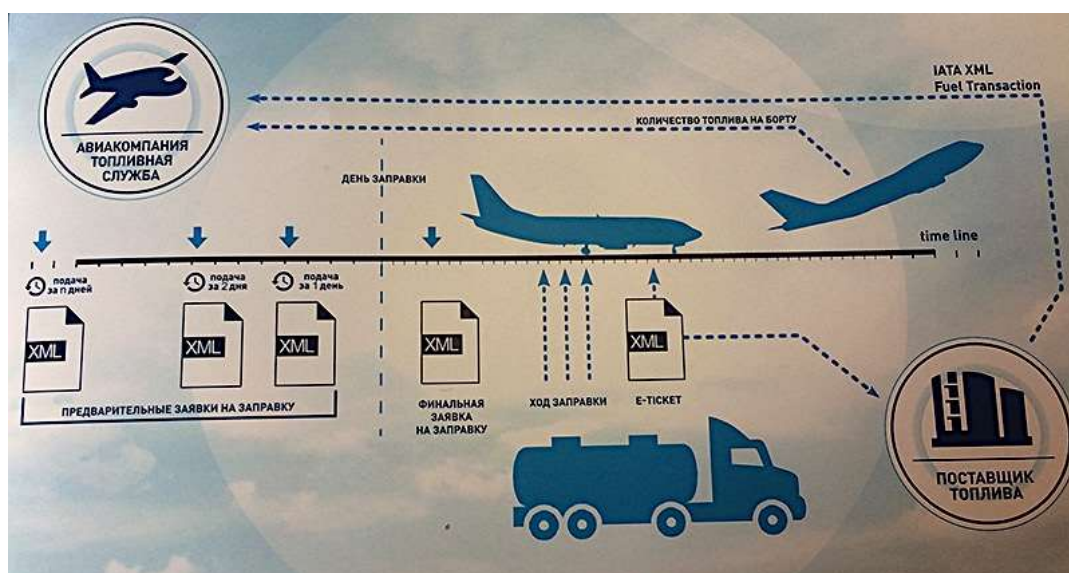 IATA XML
Fuel Transaction
КОЛИЧЕСТВО ТОПЛИВА НА БОРТУ
АВИАКОМПАНИЯ
ТОПЛИВНАЯ
СЛУЖБА
ДЕНЬ ЗАПРАВКИ
time line
подача
за n дней
подача
за 2 дня
подача
за 1 день
XML
XML
XML
XML
XML
ПРЕДВАРИТЕЛЬНЫЕ ЗАЯВКИ НА ЗАПРАВКУ
ФИНАЛЬНАЯ
ЗАЯВКА
НА ЗАПРАВКУ
ХОД ЗАПРАВКИ
E-TICKET
ПОСТАВЩИК
ТОПЛИВА